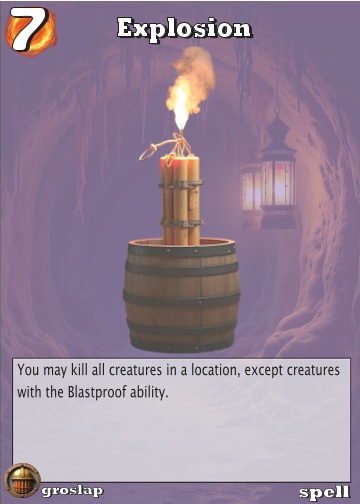 7
Explosion
You may kill all creatures in a location, except creatures
with the Blastproof ability.
groslap
spell